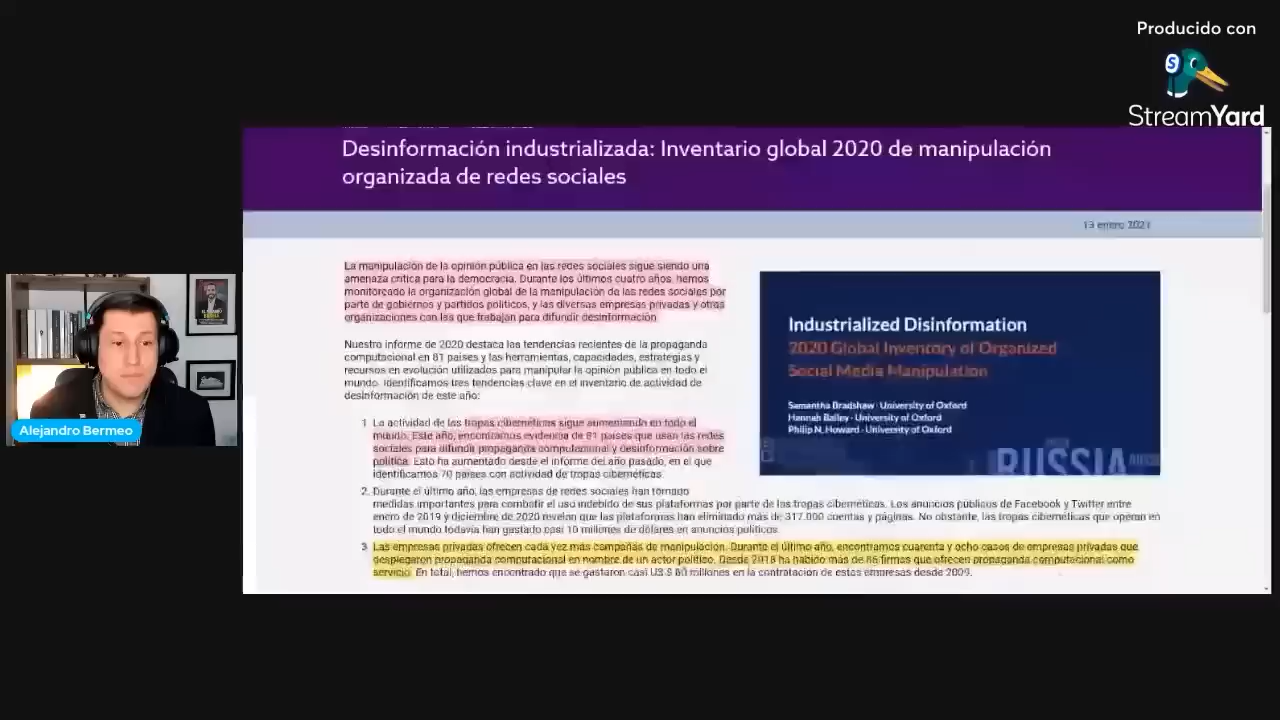 Producido con
StreamYard
Desinformación industrializada: Inventario global 2020 de manipulación
organizada de redes sociales
13 enero 2021
La manipulación de la opinión pública en las redes sociales sigue siendo una
amenaza crítica para la democracia. Durante los últimos cuatro años, hemos
monitoreado la organización global de la manipulación de las redes sociales por
parte de gobiernos y partidos políticos, y las diversas empresas privadas y otras
organizaciones con las que trabajan para difundir desinformación
Nuestro informe de 2020 destaca las tendencias recientes de la propaganda
computacional en 81 países y las herramientas, capacidades, estrategias y
recursos en evolución utilizados para manipular la opinión pública en todo el
mundo. Identificamos tres tendencias clave en el inventario de actividad de
desinformación de este año:
1 La actividad de las tropas cibernéticas sigue aumentando en todo el
mundo. Este año, encontramos evidencia de 81 países que usan las redes
sociales para difundir propaganda computacional y desinformación sobre
política. Esto ha aumentado desde el informe del año pasado, en el que
identificamos 70 países con actividad de tropas cibernéticas.
2. Durante el último año, las empresas de redes sociales han tomado
medidas importantes para combatir el uso indebido de sus plataformas por parte de las tropas cibernéticas. Los anuncios públicos de Facebook y Twitter entre
enero de 2019 y diciembre de 2020 revelan que las plataformas han eliminado más de 317.000 cuentas y páginas. No obstante, las tropas cibernéticas que operan en
todo el mundo todavía han gastado casi 10 millones de dólares en anuncios políticos.
3 Las empresas privadas ofrecen cada vez más campañas de manipulación. Durante el último año, encontramos cuarenta y ocho casos de empresas privadas que
desplegaron propaganda computacional en nombre de un actor político. Desde 2018 ha habido más de 65 firmas que ofrecen propaganda computacional como
servicio. En total, hemos encontrado que se gastaron casi US $ 60 millones en la contratación de estas empresas desde 2009.
Industrialized Disinformation
2020 Global Inventory of Organized
Social Media Manipulation
Samantha Bradshaw · University of Oxford
Hannah Bailey · University of Oxford
Philip N. Howard · University of Oxford
RUSSIA
Alejandro Bermeo